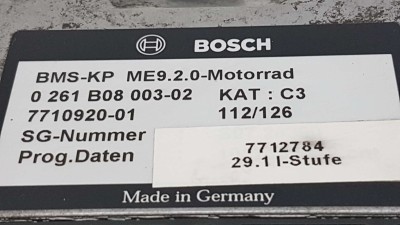 BOSCH
BMS-KP ME9.2.0-Motorrad
0 261 B08 003-02 KAT : C3
7710920-01 112/126
SG-Nummer 7712784
Prog.Daten 29.1 I-Stufe
Made in Germany